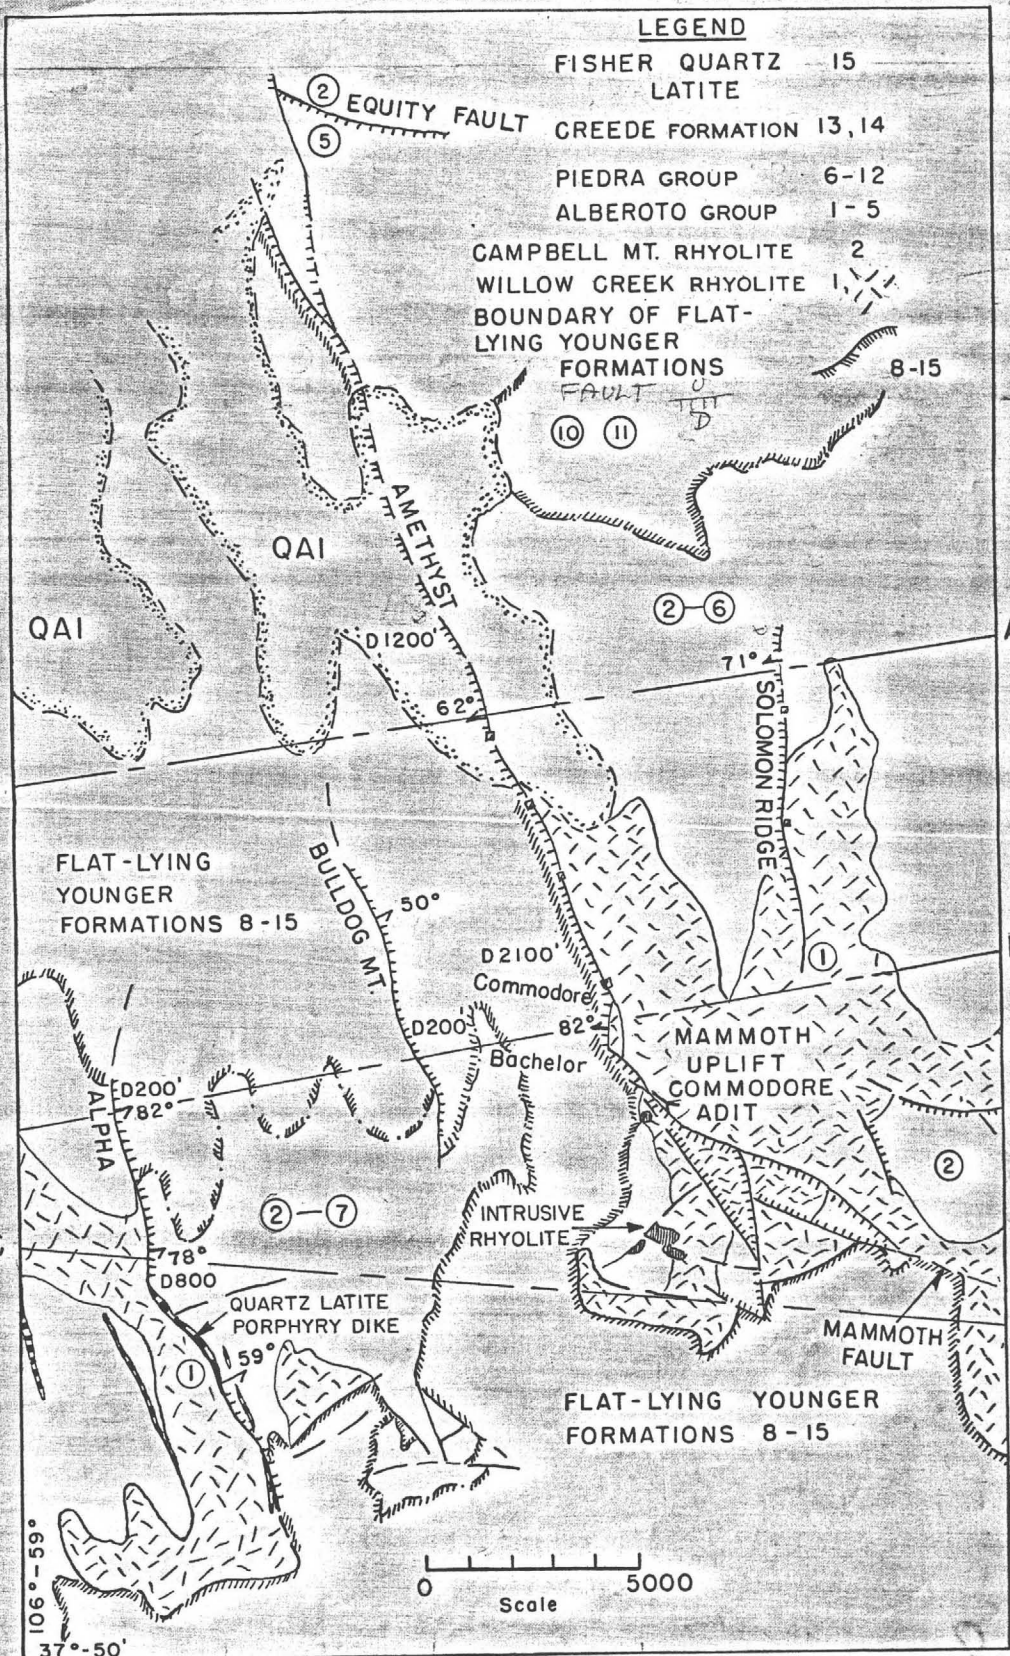 LEGEND
FISHER QUARTZ 15
LATITE
CREEDE FORMATION 13,14
PIEDRA GROUP 6-12
ALBEROTO GROUP 1-5
CAMPBELL MT. RHYOLITE 2
WILLOW CREEK RHYOLITE 1,
BOUNDARY OF FLAT-
LYING YOUNGER
FORMATIONS 8-15
FAULT U
D
② EQUITY FAULT
⑤
⑩ ⑪
AMETHYST
QAI
QAI
②-⑥
D1200'
71°
62°
SOLOMON RIDGE
FLAT-LYING
YOUNGER
FORMATIONS 8-15
BULLDOG MT.
50°
D2100'
Commodore
①
D200'
82°
Bachelor
MAMMOTH
UPLIFT
COMMODORE
ADIT
D200'
82°
ALPHA
②
②-⑦
INTRUSIVE
RHYOLITE
78°
D800
QUARTZ LATITE
PORPHYRY DIKE
MAMMOTH
FAULT
59°
①
FLAT-LYING YOUNGER
FORMATIONS 8-15
106°-59°
0 5000
Scale
37°-50'